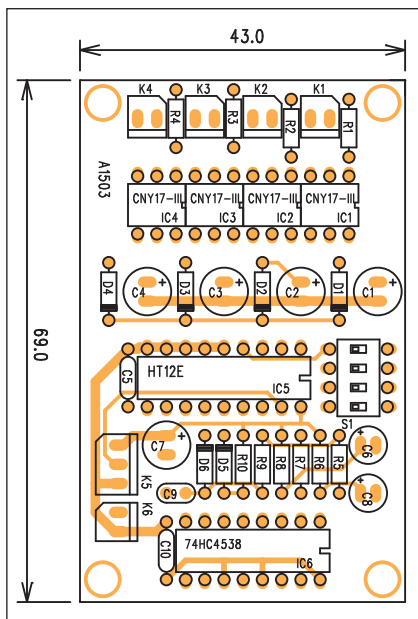 43.0
69.0
K4 K3 K2 K1
R4 R3 R2 R1
A1503
CNY17-III CNY17-III CNY17-III CNY17-III
IC4 IC3 IC2 IC1
D4 C4 + D3 C3 + D2 C2 + D1 C1 +
C5 HT12E IC5
S1
C7 + D6 D5 R10 R9 R8 R7 R6 R5 + C6
K5
C9 + C8
K6
C10 74HC4538 IC6